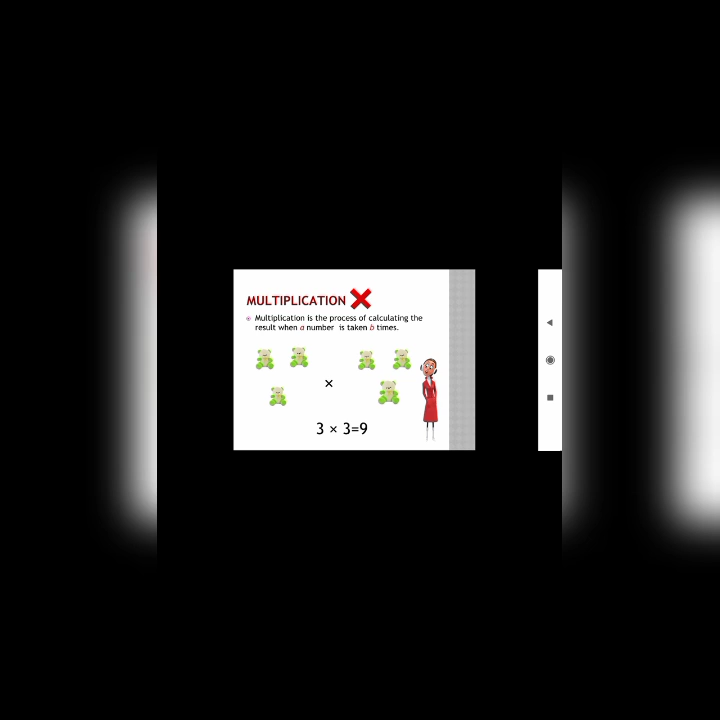 MULTIPLICATION
Multiplication is the process of calculating the
result when a number is taken b times.
×
3 × 3=9